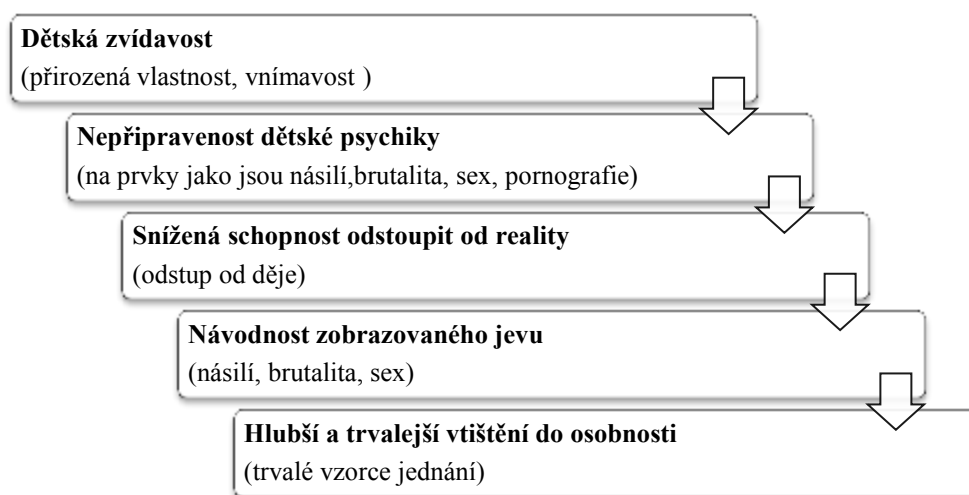 Dětská zvídavost
(přirozená vlastnost, vnímavost )
Nepřipravenost dětské psychiky
(na prvky jako jsou násilí,brutalita, sex, pornografie)
Snížená schopnost odstoupit od reality
(odstup od děje)
Návodnost zobrazovaného jevu
(násilí, brutalita, sex)
Hlubší a trvalejší vtištění do osobnosti
(trvalé vzorce jednání)